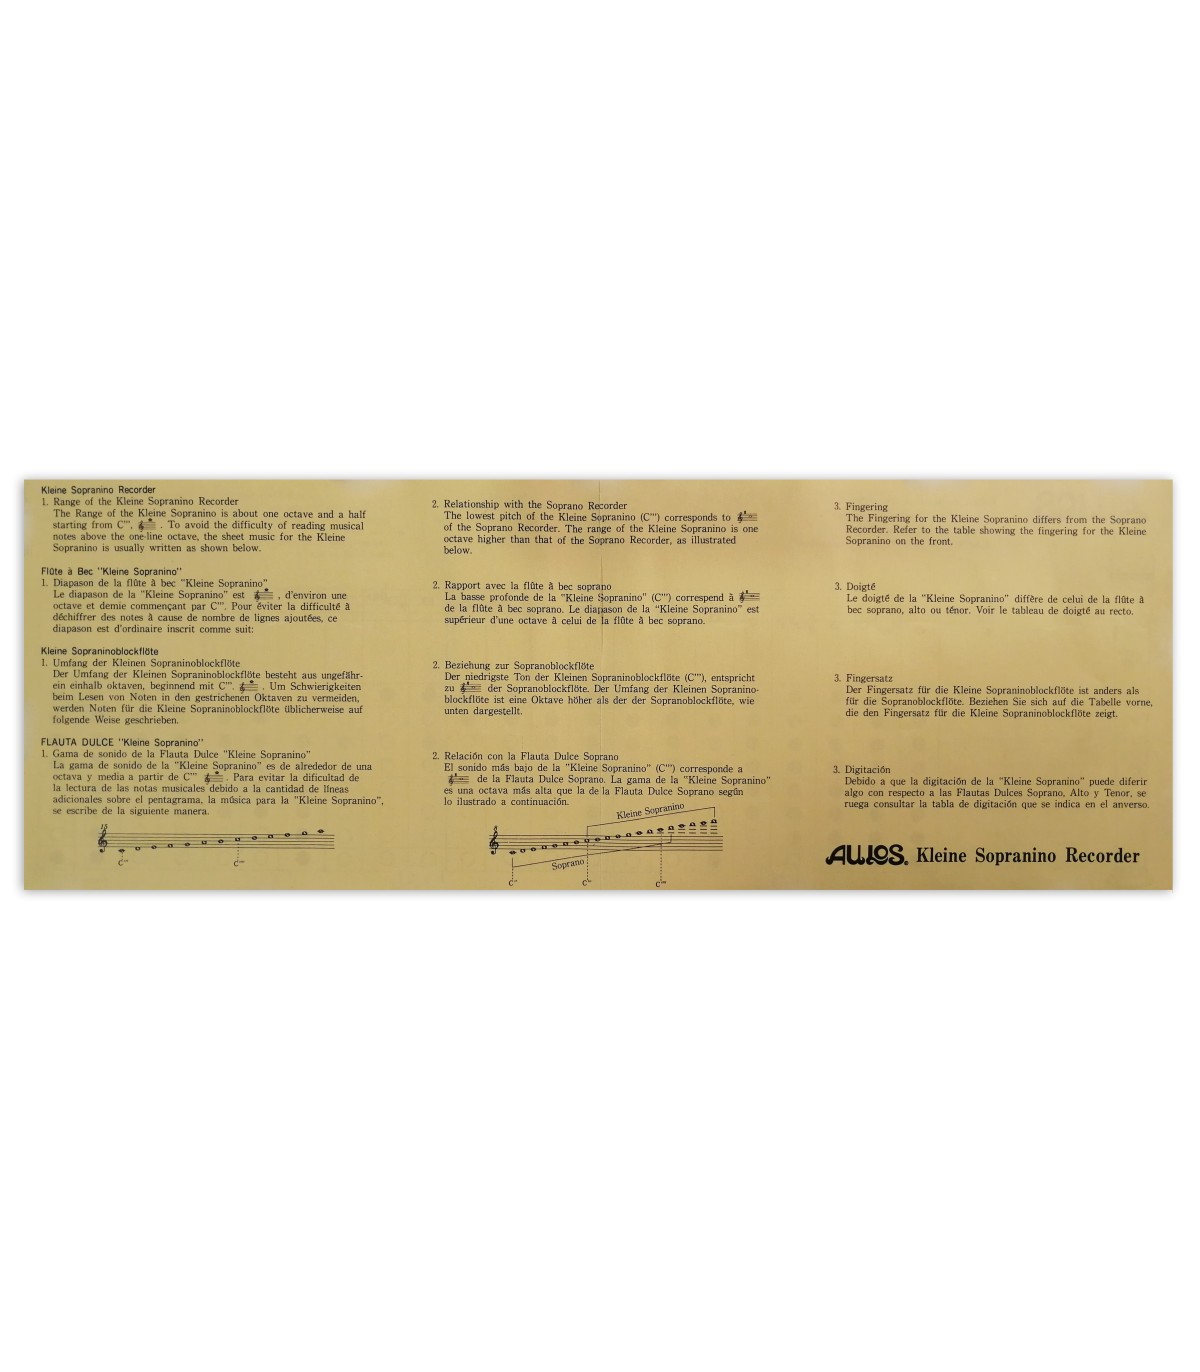 Kleine Sopranino Recorder
1. Range of the Kleine Sopranino Recorder
The Range of the Kleine Sopranino is about one octave and a half
starting from C''', . To avoid the difficulty of reading musical
notes above the one-line octave, the sheet music for the Kleine
Sopranino is usually written as shown below.
Flûte à Bec "Kleine Sopranino"
1. Diapason de la flûte à bec "Kleine Sopranino"
Le diapason de la "Kleine Sopranino" est , d'environ une
octave et demie commençant par C'''. Pour éviter la difficulté à
déchiffrer des notes à cause de nombre de lignes ajoutées, ce
diapason est d'ordinaire inscrit comme suit:
Kleine Sopraninoblockflöte
1. Umfang der Kleinen Sopraninoblockflöte
Der Umfang der Kleinen Sopraninoblockflöte besteht aus ungefähr-
ein einhalb oktaven, beginnend mit C'''. . Um Schwierigkeiten
beim Lesen von Noten in den gestrichenen Oktaven zu vermeiden,
werden Noten für die Kleine Sopraninoblockflöte üblicherweise auf
folgende Weise geschrieben.
FLAUTA DULCE "Kleine Sopranino"
1. Gama de sonido de la Flauta Dulce "Kleine Sopranino"
La gama de sonido de la "Kleine Sopranino" es de alrededor de una
octava y media a partir de C''' . Para evitar la dificultad de
la lectura de las notas musicales debido a la cantidad de líneas
adicionales sobre el pentagrama, la música para la "Kleine Sopranino",
se escribe de la siguiente manera.
15
C''' C''''
2. Relationship with the Soprano Recorder
The lowest pitch of the Kleine Sopranino (C''') corresponds to
of the Soprano Recorder. The range of the Kleine Sopranino is one
octave higher than that of the Soprano Recorder, as illustrated
below.
2. Rapport avec la flûte à bec soprano
La basse profonde de la "Kleine Sopranino" (C''') correspend à
de la flûte à bec soprano. Le diapason de la "Kleine Sopranino" est
supérieur d'une octave à celui de la flûte à bec soprano.
2. Beziehung zur Sopranoblockflöte
Der niedrigste Ton der Kleinen Sopraninoblockflöte (C'''), entspricht
zu der Sopranoblockflöte. Der Umfang der Kleinen Sopranino-
blockflöte ist eine Oktave höher als der der Sopranoblockflöte, wie
unten dargestellt.
2. Relación con la Flauta Dulce Soprano
El sonido más bajo de la "Kleine Sopranino" (C''') corresponde a
de la Flauta Dulce Soprano. La gama de la "Kleine Sopranino"
es una octava más alta que la de la Flauta Dulce Soprano según
lo ilustrado a continuación.
Kleine Sopranino
8
Soprano
C'' C''' C''''
3. Fingering
The Fingering for the Kleine Sopranino differs from the Soprano
Recorder. Refer to the table showing the fingering for the Kleine
Sopranino on the front.
3. Doigté
Le doigté de la "Kleine Sopranino" diffère de celui de la flûte à
bec soprano, alto ou ténor. Voir le tableau de doigté au recto.
3. Fingersatz
Der Fingersatz für die Kleine Sopraninoblockflöte ist anders als
für die Sopranoblockflöte. Beziehen Sie sich auf die Tabelle vorne,
die den Fingersatz für die Kleine Sopraninoblockflöte zeigt.
3. Digitación
Debido a que la digitación de la "Kleine Sopranino" puede diferir
algo con respecto a las Flautas Dulces Soprano, Alto y Tenor, se
ruega consultar la tabla de digitación que se indica en el anverso.
AULOS® Kleine Sopranino Recorder